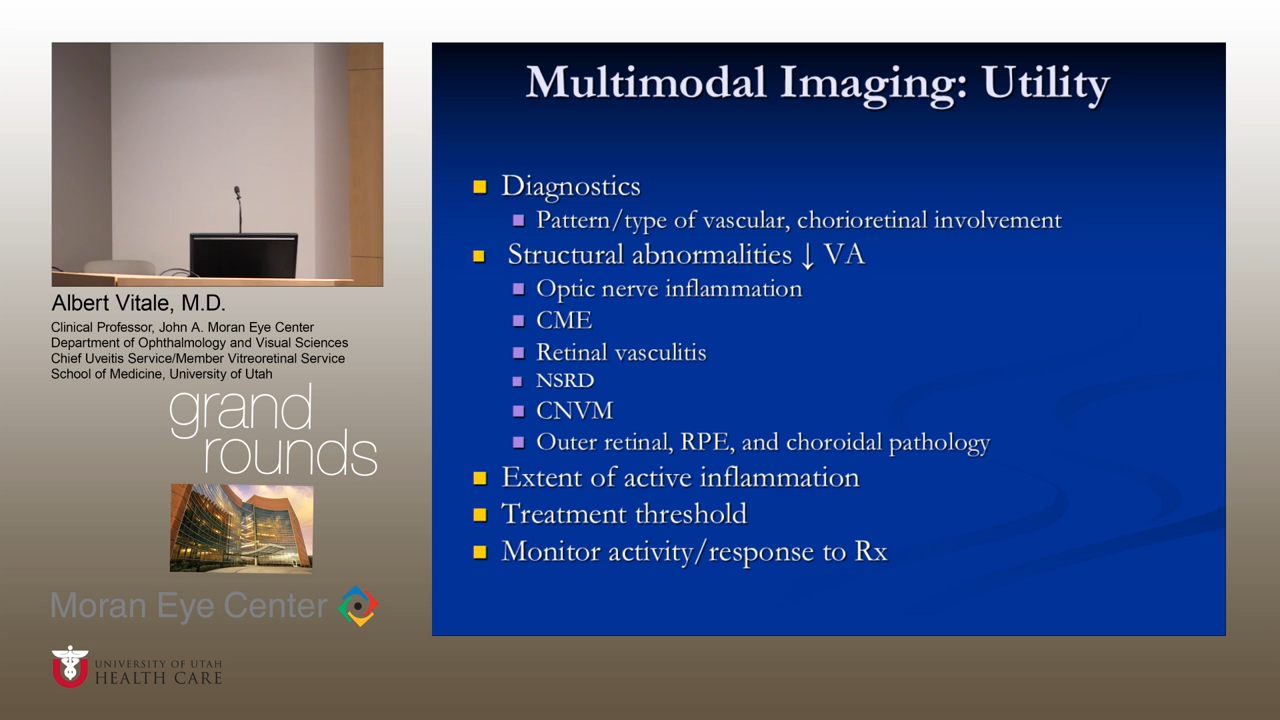 Albert Vitale, M.D.
Clinical Professor, John A. Moran Eye Center
Department of Ophthalmology and Visual Sciences
Chief Uveitis Service/Member Vitreoretinal Service
School of Medicine, University of Utah
grand
rounds
Moran Eye Center
UNIVERSITY OF UTAH
HEALTH CARE
Multimodal Imaging: Utility
Diagnostics
Pattern/type of vascular, chorioretinal involvement
Structural abnormalities ↓ VA
Optic nerve inflammation
CME
Retinal vasculitis
NSRD
CNVM
Outer retinal, RPE, and choroidal pathology
Extent of active inflammation
Treatment threshold
Monitor activity/response to Rx